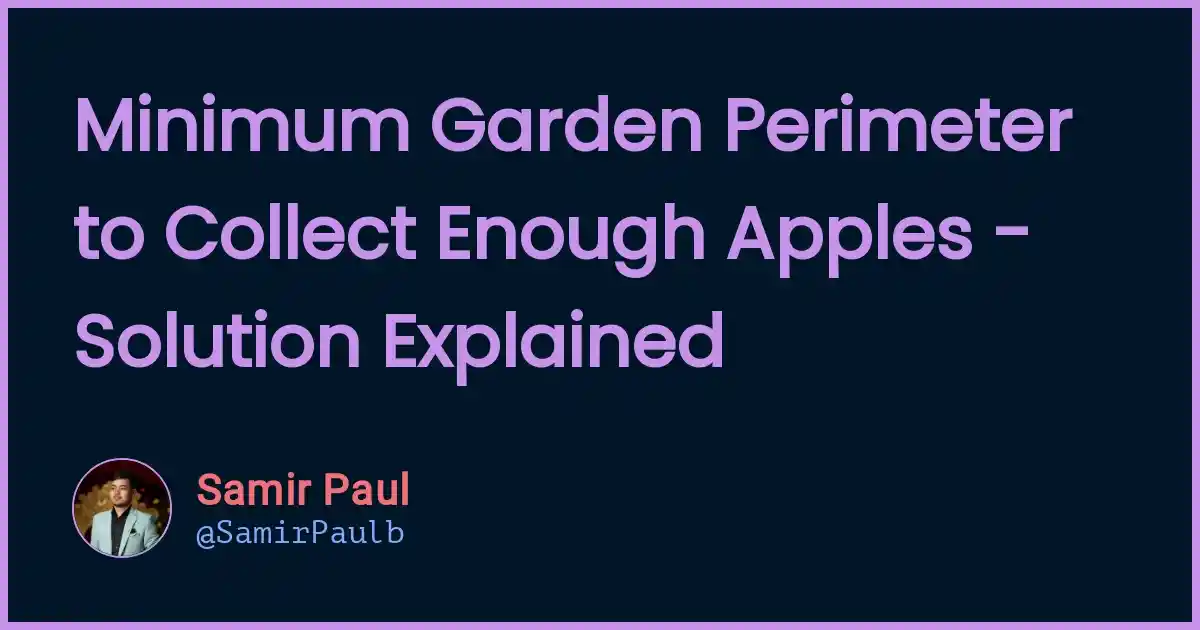 Minimum Garden Perimeter
to Collect Enough Apples -
Solution Explained
Samir Paul
@SamirPaulb